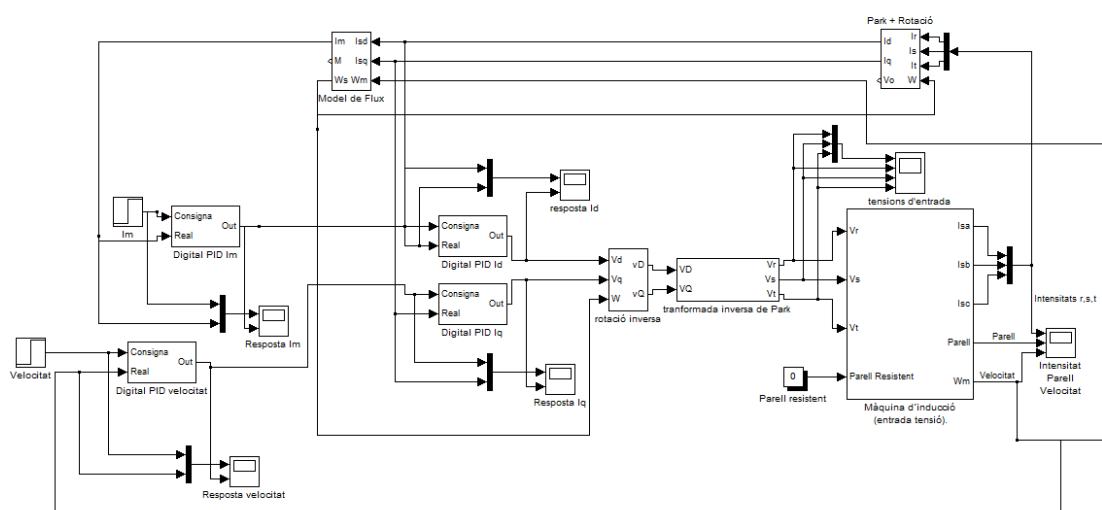 Park + Rotació
Im
Isd
M
Isq
Ws
Wm
Model de Flux
Id
Ir
Is
Iq
It
Vo
W
Im
Consigna
Out
Real
Digital PID Im
Resposta Im
Velocitat
Consigna
Out
Real
Digital PID velocitat
Resposta velocitat
resposta Id
Consigna
Out
Real
Digital PID Id
Consigna
Out
Real
Digital PID Iq
Resposta Iq
Vd
vD
Vq
vQ
W
rotació inversa
VD
Vr
Vs
VQ
Vt
tranformada inversa de Park
tensions d'entrada
Vr
Isa
Vs
Isb
Isc
Vt
Parell
Parell Resistent
Wm
Màquina d'inducció
(entrada tensió).
0
Parell resistent
Intensitats r,s,t
Parell
Velocitat
Intensitat
Parell
Velocitat